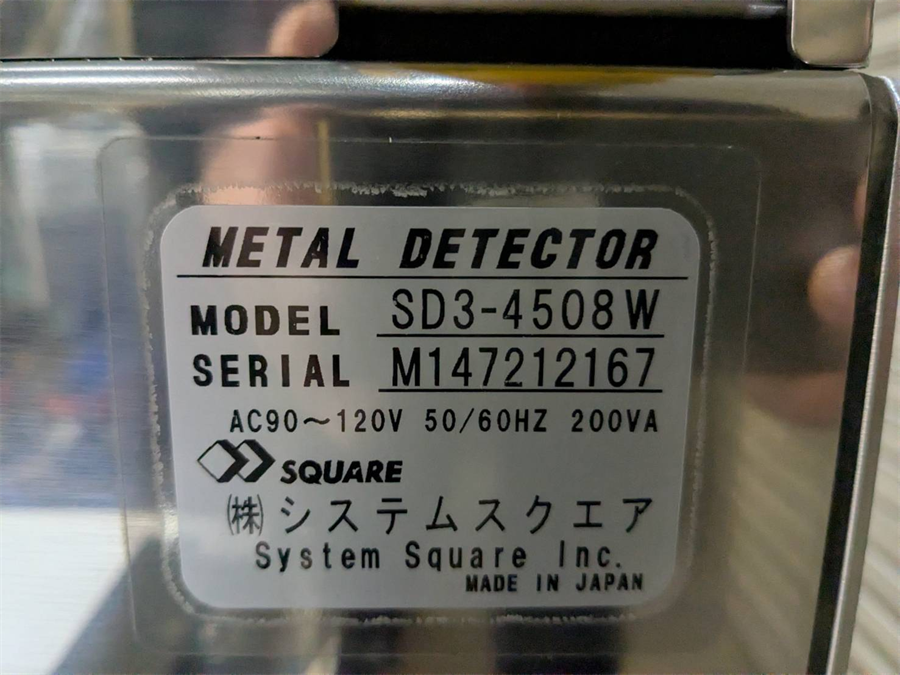 METAL DETECTOR
MODEL SD3-4508W
SERIAL M147212167
AC90～120V 50/60HZ 200VA
SQUARE
㈱システムスクエア
System Square Inc.
MADE IN JAPAN